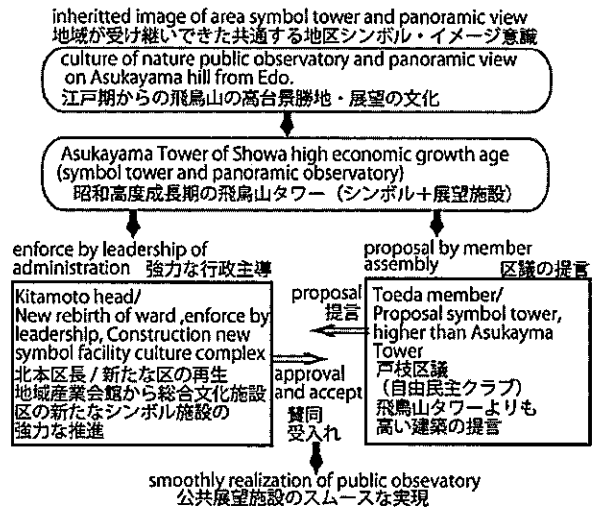 inheritted image of area symbol tower and panoramic view
地域が受け継いできた共通する地区シンボル・イメージ意識
culture of nature public observatory and panoramic view
on Asukayama hill from Edo.
江戸期からの飛鳥山の高台景勝地・展望の文化
Asukayama Tower of Showa high economic growth age
(symbol tower and panoramic observatory)
昭和高度成長期の飛鳥山タワー（シンボル＋展望施設）
enforce by leadership of
administration 強力な行政主導
Kitamoto head/
New rebirth of ward ,enforce by
leadership, Construction new
symbol facility culture complex
北本区長 / 新たな区の再生
地域産業会館から総合文化施設
区の新たなシンボル施設の
強力な推進
proposal
提言
approval
and accept
賛同
受入れ
proposal by member
assembly 区議の提言
Toeda member/
Proposal symbol tower,
higher than Asukayma
Tower
戸枝区議
（自由民主クラブ）
飛鳥山タワーよりも
高い建築の提言
smoothly realization of public obsevatory
公共展望施設のスムースな実現